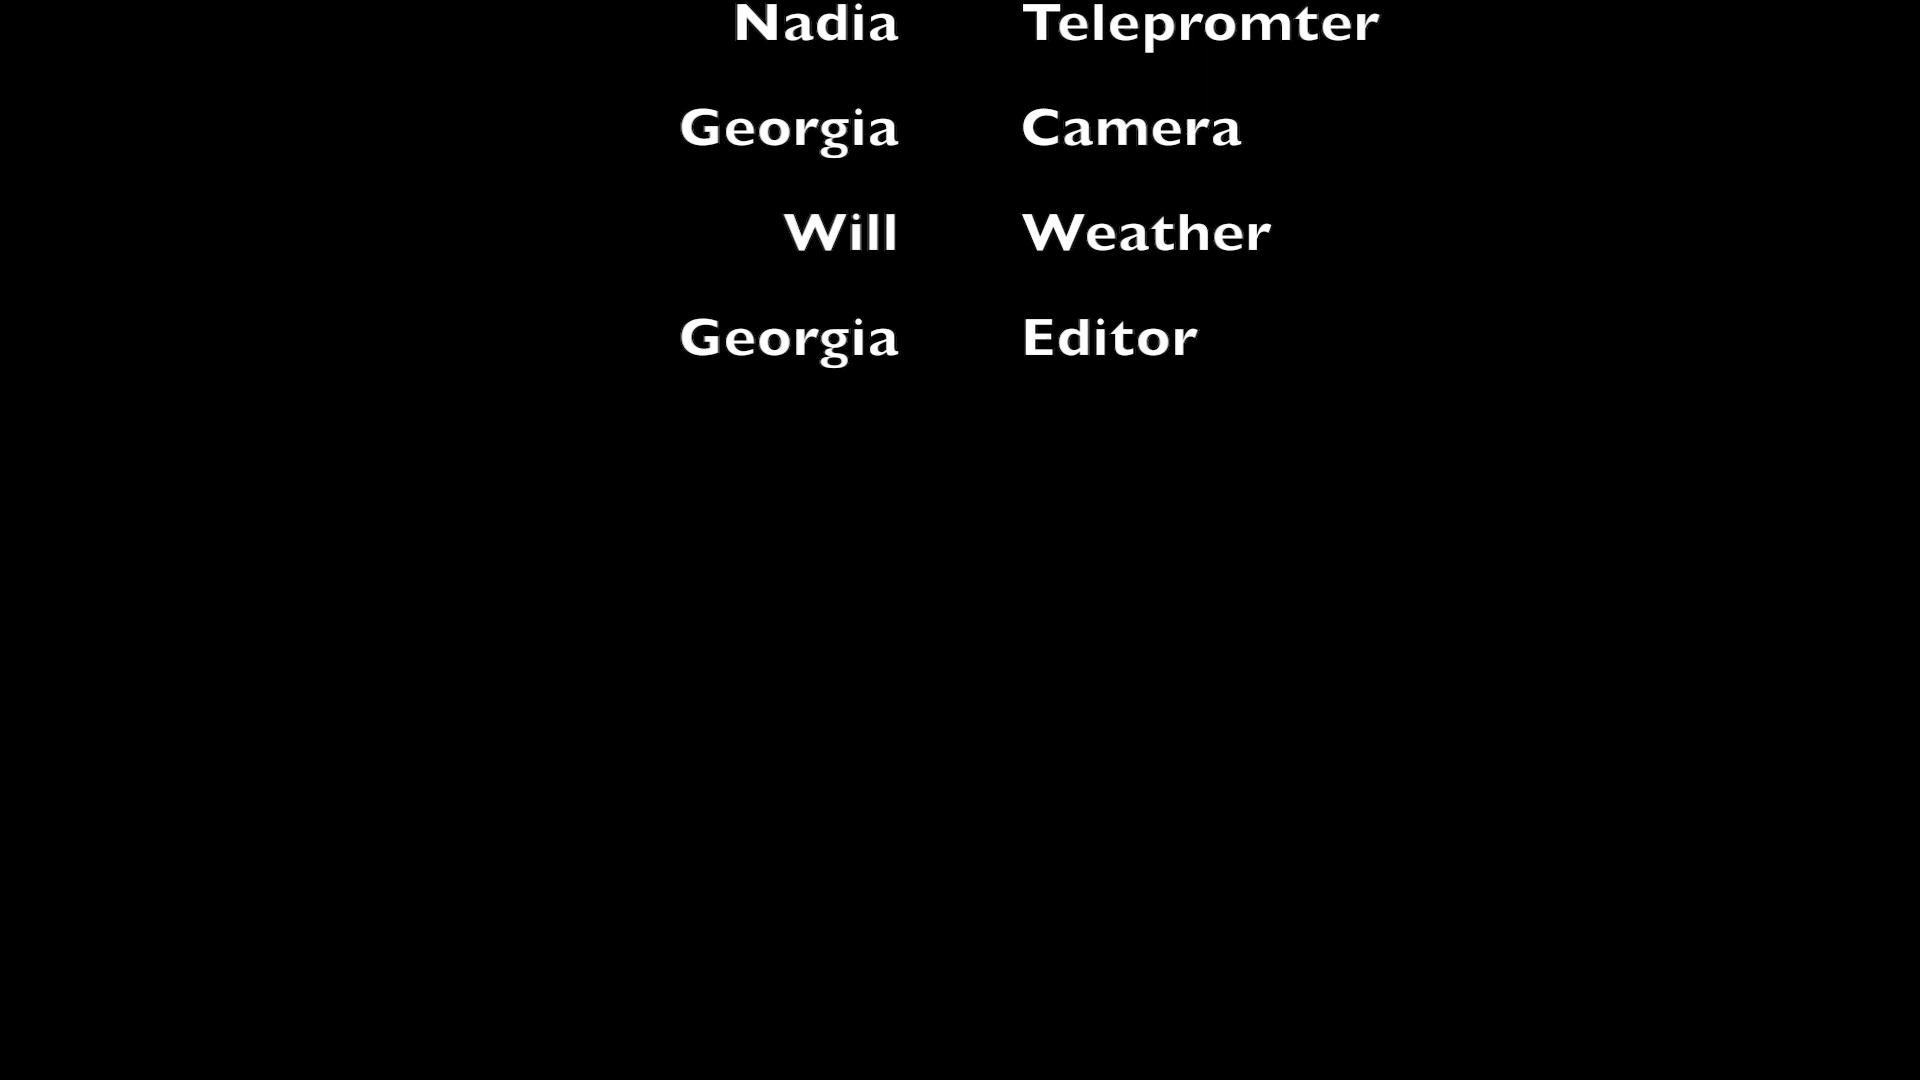 Nadia Telepromter
Georgia Camera
Will Weather
Georgia Editor